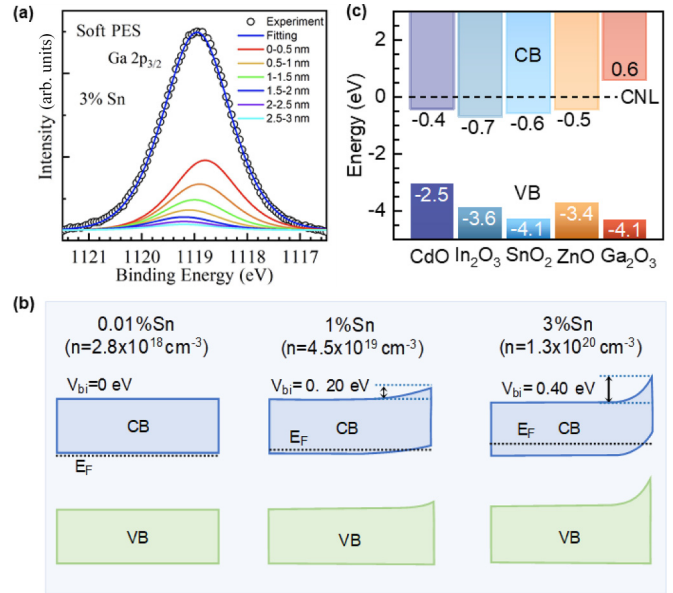 (a)
Soft PES
Ga 2p3/2
3% Sn
Experiment
Fitting
0-0.5 nm
0.5-1 nm
1-1.5 nm
1.5-2 nm
2-2.5 nm
2.5-3 nm
Intensity (arb. units)
1121 1120 1119 1118 1117
Binding Energy (eV)
(c)
Energy (eV)
2
0
-2
-4
CB
0.6
CNL
-0.4
-0.7
-0.6
-0.5
VB
-2.5
-3.6
-4.1
-3.4
-4.1
CdO In₂O₃ SnO₂ ZnO Ga₂O₃
(b)
0.01%Sn
(n=2.8x10¹⁸ cm⁻³)
Vbi=0 eV
CB
EF
VB
1%Sn
(n=4.5x10¹⁹ cm⁻³)
Vbi=0. 20 eV
EF
CB
VB
3%Sn
(n=1.3x10²⁰ cm⁻³)
Vbi=0.40 eV
EF
CB
VB